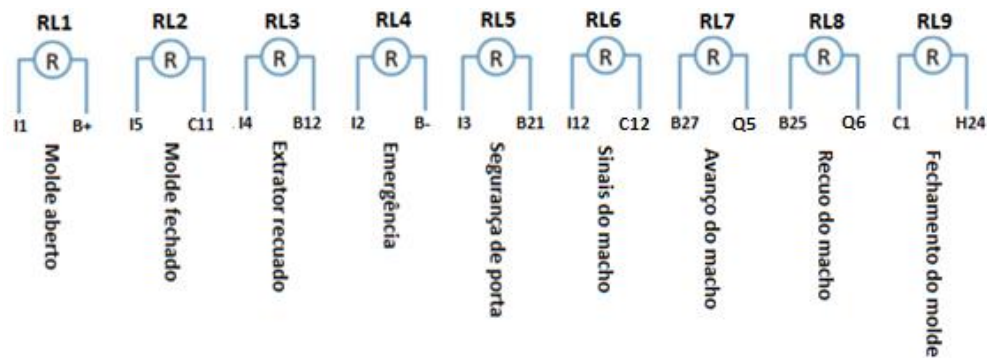 RL1 RL2 RL3 RL4 RL5 RL6 RL7 RL8 RL9
R R R R R R R R R
I1 B+ I5 C11 I4 B12 I2 B- I3 B21 I12 C12 B27 Q5 B25 Q6 C1 H24
Molde aberto
Molde fechado
Extrator recuado
Emergência
Segurança de porta
Sinais do macho
Avanço do macho
Recuo do macho
Fechamento do molde